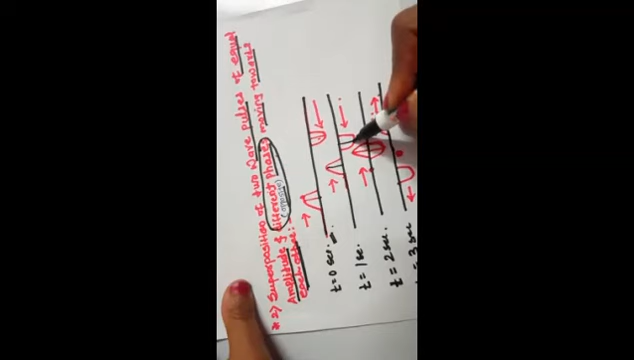 * 2) Superposition of two wave pulses of equal
Amplitude & different phases moving towards
(opposite)
each other :-
t=0 sec.
t=1 sec.
t=2 sec.
t=3 sec